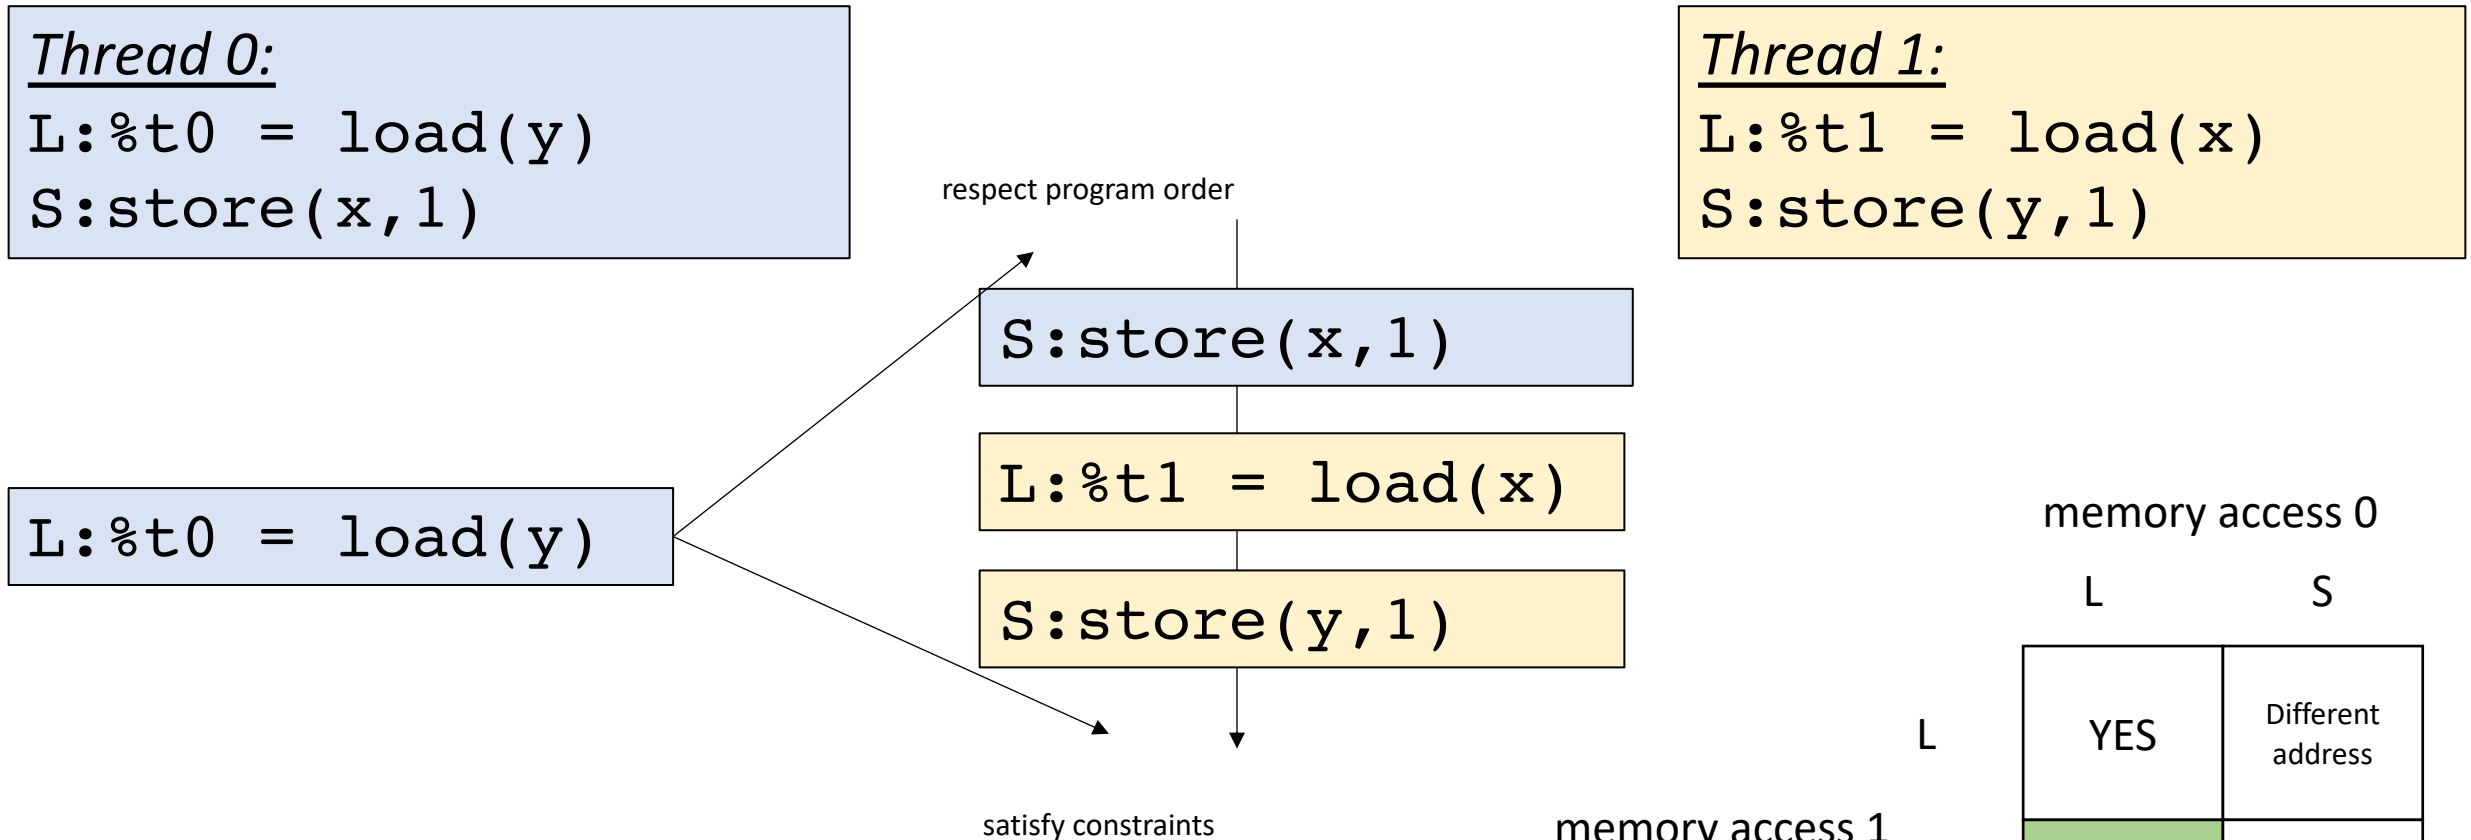 Thread 0:
L:%t0 = load(y)
S:store(x,1)
Thread 1:
L:%t1 = load(x)
S:store(y,1)
respect program order
S:store(x,1)
L:%t1 = load(x)
L:%t0 = load(y)
S:store(y,1)
satisfy constraints
memory access 0
L S
L YES Different
address
memory access 1